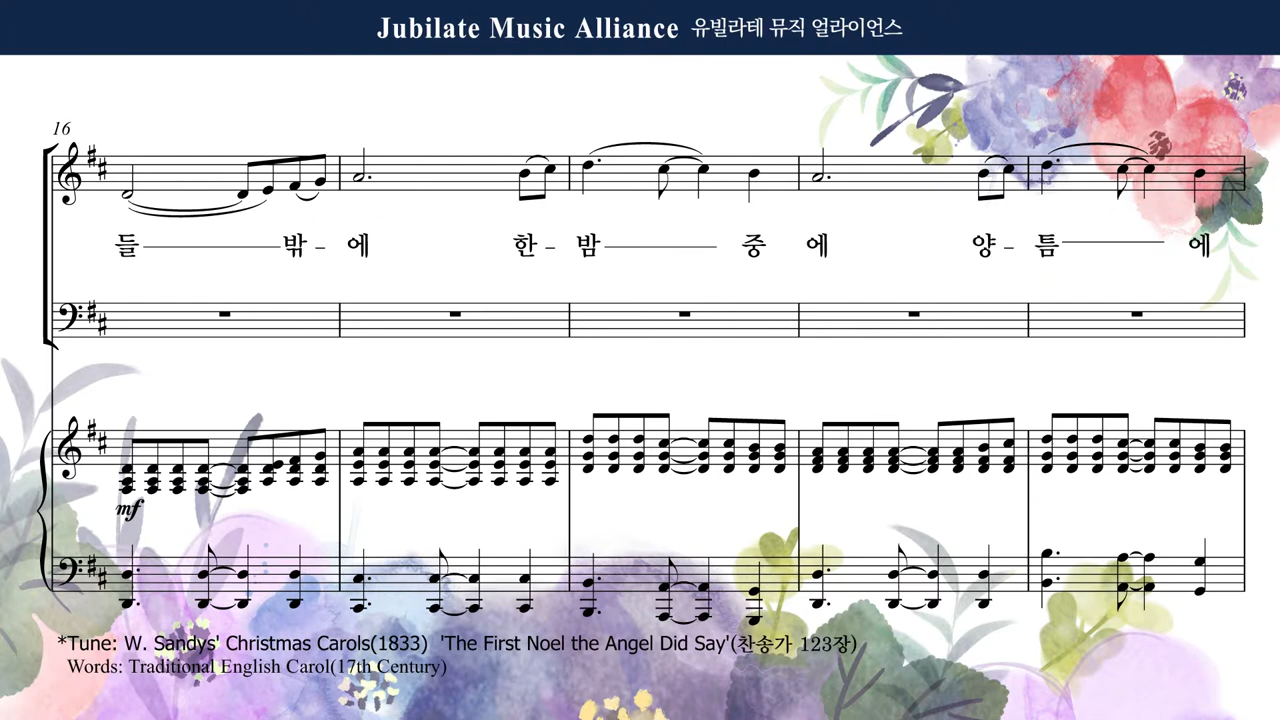 Jubilate Music Alliance 유빌라테 뮤직 얼라이언스
16
들 밖 - 에 한 - 밤 중 에 양 - 틈 에
mf
*Tune: W. Sandys' Christmas Carols(1833) 'The First Noel the Angel Did Say'(찬송가 123장)
Words: Traditional English Carol(17th Century)